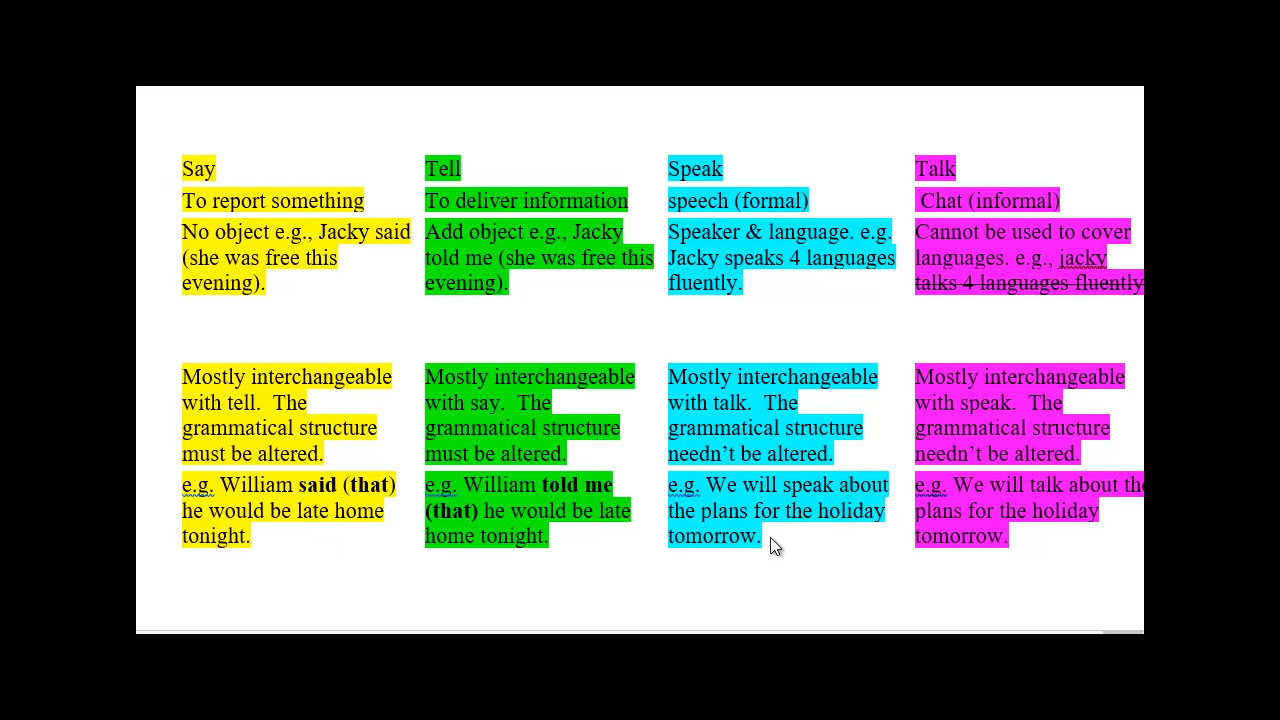 Say
To report something
No object e.g., Jacky said
(she was free this
evening).
Mostly interchangeable
with tell.  The
grammatical structure
must be altered.
e.g. William said (that)
he would be late home
tonight.
Tell
To deliver information
Add object e.g., Jacky
told me (she was free this
evening).
Mostly interchangeable
with say.  The
grammatical structure
must be altered.
e.g. William told me
(that) he would be late
home tonight.
Speak
speech (formal)
Speaker & language. e.g.
Jacky speaks 4 languages
fluently.
Mostly interchangeable
with talk.  The
grammatical structure
needn’t be altered.
e.g. We will speak about
the plans for the holiday
tomorrow.
Talk
Chat (informal)
Cannot be used to cover
languages. e.g., jacky
talks 4 languages fluently
Mostly interchangeable
with speak.  The
grammatical structure
needn’t be altered.
e.g. We will talk about the
plans for the holiday
tomorrow.